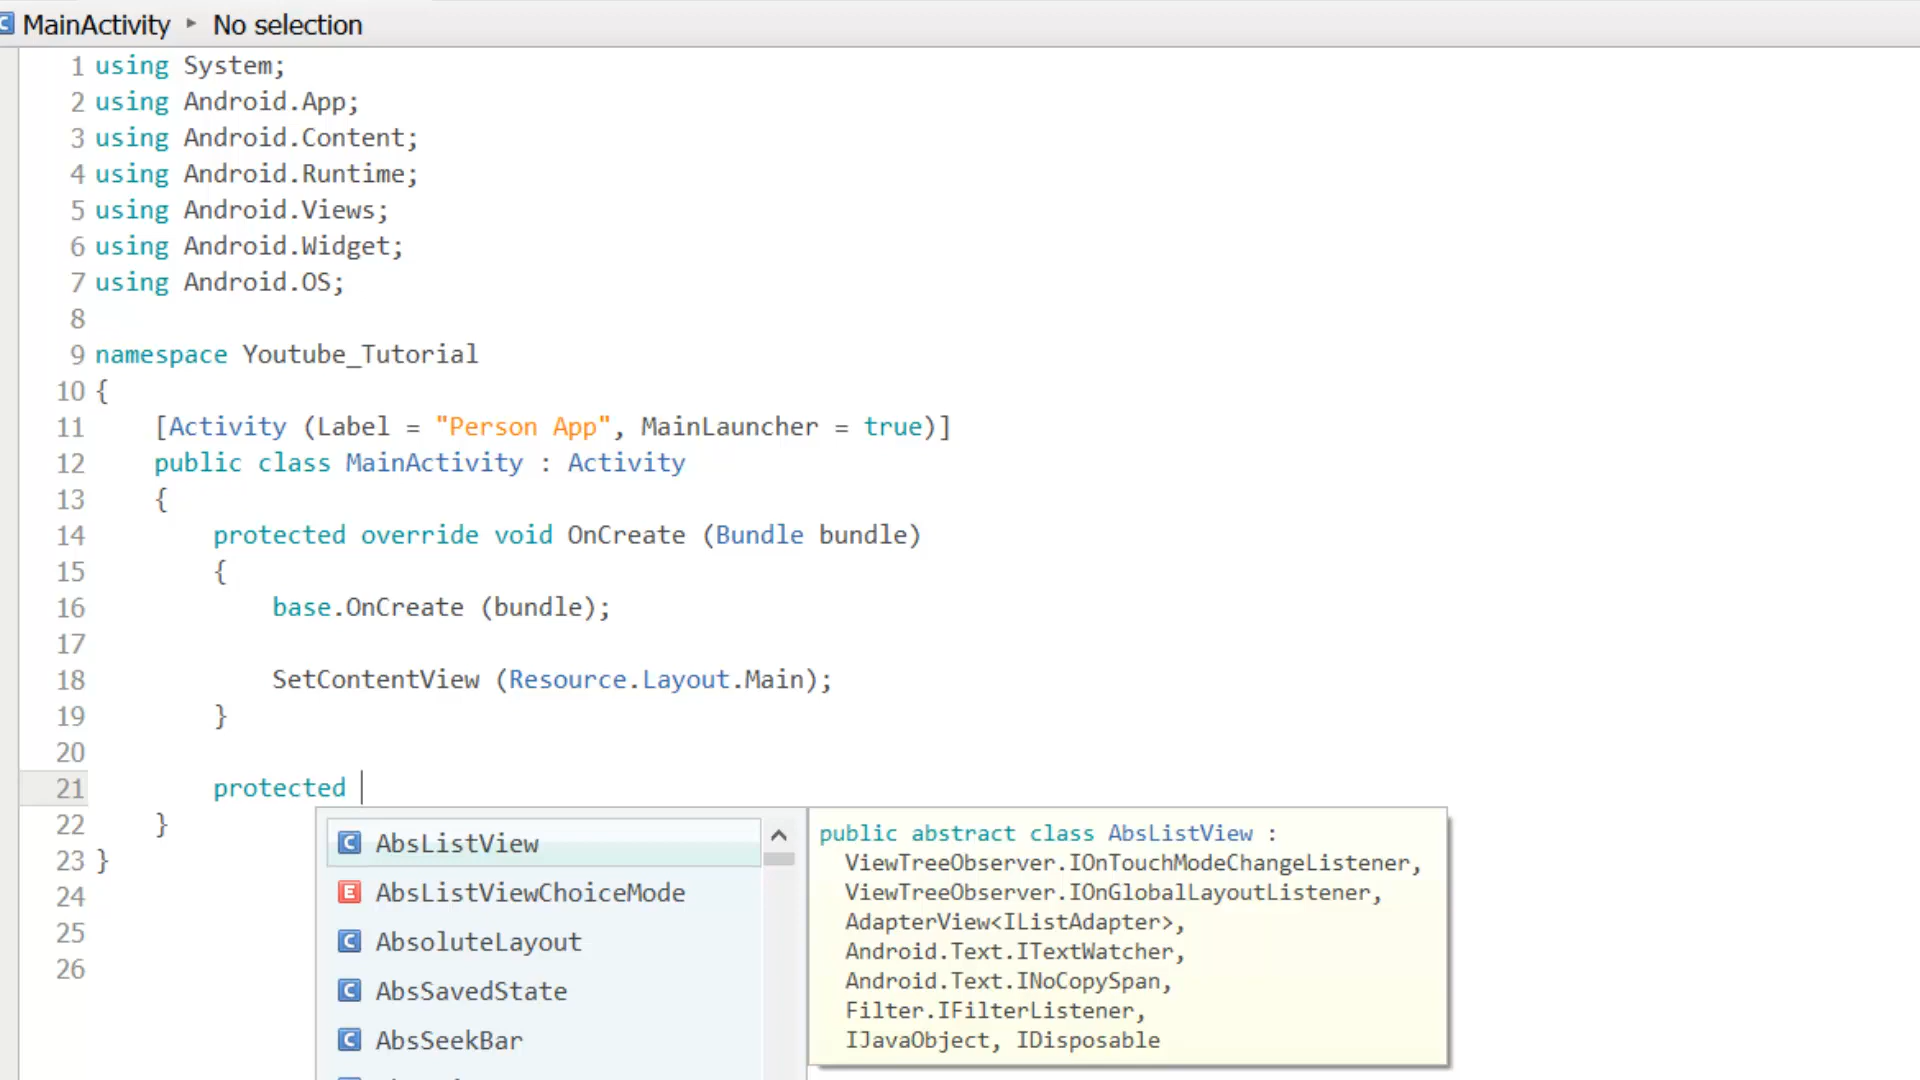 MainActivity ▸ No selection
1 using System;
2 using Android.App;
3 using Android.Content;
4 using Android.Runtime;
5 using Android.Views;
6 using Android.Widget;
7 using Android.OS;
8
9 namespace Youtube_Tutorial
10 {
11 [Activity (Label = "Person App", MainLauncher = true)]
12 public class MainActivity : Activity
13 {
14 protected override void OnCreate (Bundle bundle)
15 {
16 base.OnCreate (bundle);
17
18 SetContentView (Resource.Layout.Main);
19 }
20
21 protected
22 }
23 }
24
25
26
C AbsListView
E AbsListViewChoiceMode
C AbsoluteLayout
C AbsSavedState
C AbsSeekBar
public abstract class AbsListView :
ViewTreeObserver.IOnTouchModeChangeListener,
ViewTreeObserver.IOnGlobalLayoutListener,
AdapterView<IListAdapter>,
Android.Text.ITextWatcher,
Android.Text.INoCopySpan,
Filter.IFilterListener,
IJavaObject, IDisposable